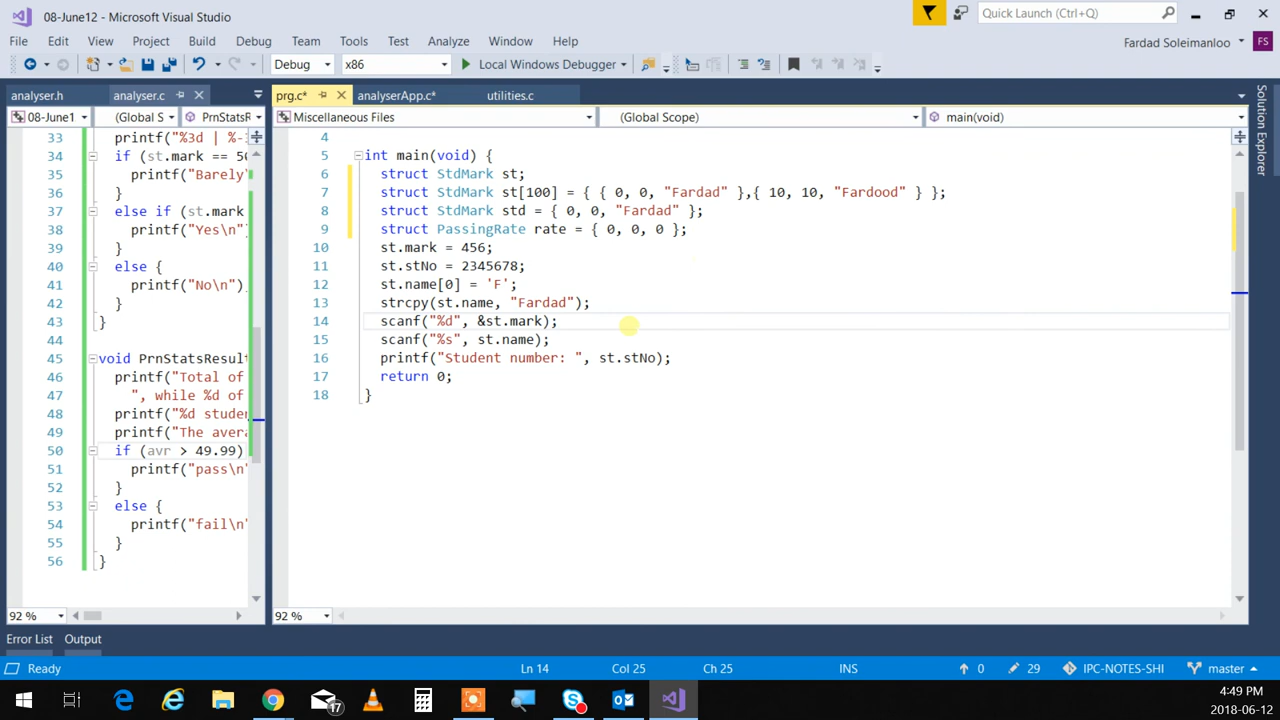 08-June12 - Microsoft Visual Studio
Quick Launch (Ctrl+Q)
File Edit View Project Build Debug Team Tools Test Analyze Window Help
Fardad Soleimanloo FS
Debug x86 Local Windows Debugger
analyser.h analyser.c
prg.c* analyserApp.c* utilities.c
08-June1 (Global S PrnStatsR
Miscellaneous Files (Global Scope) main(void)
33 printf("%3d | %-
34 if (st.mark == 50
35 printf("Barely
36 }
37 else if (st.mark
38 printf("Yes\n")
39 }
40 else {
41 printf("No\n")
42 }
43 }
44
45 void PrnStatsResult
46 printf("Total of
47 ", while %d of
48 printf("%d stude
49 printf("The avera
50 if (avr > 49.99)
51 printf("pass\n"
52 }
53 else {
54 printf("fail\n"
55 }
56 }
4
5 int main(void) {
6 struct StdMark st;
7 struct StdMark st[100] = { { 0, 0, "Fardad" },{ 10, 10, "Fardood" } };
8 struct StdMark std = { 0, 0, "Fardad" };
9 struct PassingRate rate = { 0, 0, 0 };
10 st.mark = 456;
11 st.stNo = 2345678;
12 st.name[0] = 'F';
13 strcpy(st.name, "Fardad");
14 scanf("%d", &st.mark);
15 scanf("%s", st.name);
16 printf("Student number: ", st.stNo);
17 return 0;
18 }
92 %
92 %
Solution Explorer
Error List Output
Ready Ln 14 Col 25 Ch 25 INS 0 29 IPC-NOTES-SHI master
17
4:49 PM
2018-06-12